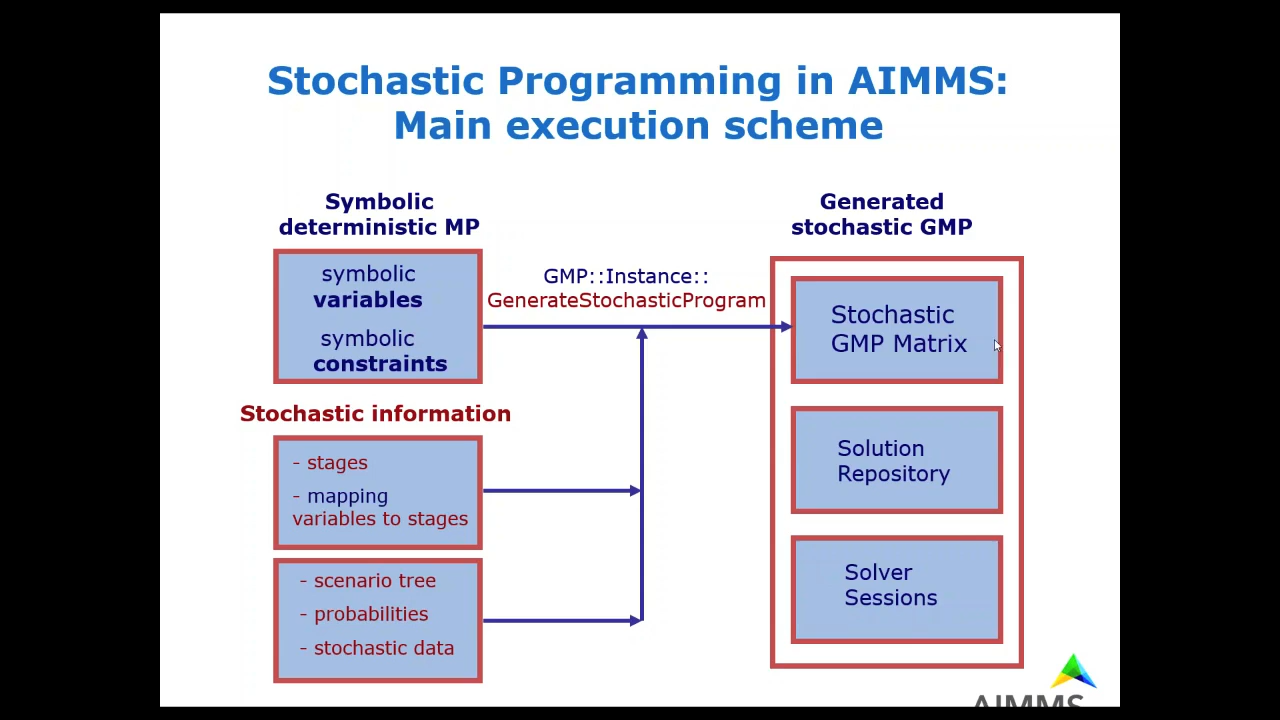 Stochastic Programming in AIMMS:
Main execution scheme
Symbolic
deterministic MP
symbolic
variables
symbolic
constraints
Stochastic information
- stages
- mapping
variables to stages
- scenario tree
- probabilities
- stochastic data
GMP::Instance::
GenerateStochasticProgram
Generated
stochastic GMP
Stochastic
GMP Matrix
Solution
Repository
Solver
Sessions
AIMMS